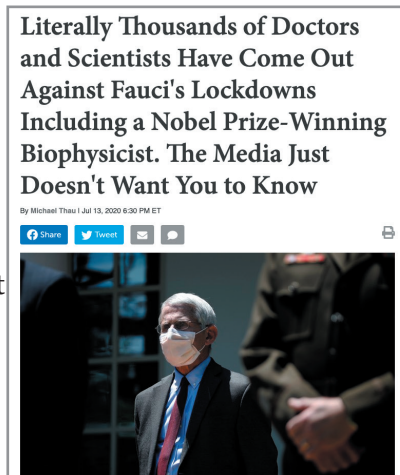 Literally Thousands of Doctors
and Scientists Have Come Out
Against Fauci's Lockdowns
Including a Nobel Prize-Winning
Biophysicist. The Media Just
Doesn't Want You to Know
By Michael Thau | Jul 13, 2020 6:30 PM ET
Share Tweet
t